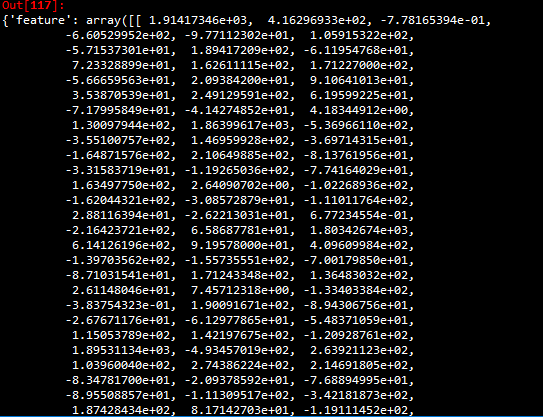 Out[117]:
{'feature': array([[ 1.91417346e+03,  4.16296933e+02, -7.78165394e-01,
-6.60529952e+02, -9.77112302e+01,  1.05915322e+02,
-5.71537301e+01,  1.89417209e+02, -6.11954768e+01,
7.23328899e+01,  1.62611115e+02,  1.71227000e+02,
-5.66659563e+01,  2.09384200e+01,  9.10641013e+01,
3.53870539e+01,  2.49129591e+02,  6.19599225e+01,
-7.17995849e+01, -4.14274852e+01,  4.18344912e+00,
1.30097944e+02,  1.86399617e+03, -5.36966110e+02,
-3.55100757e+02,  1.46959928e+02, -3.69714315e+01,
-1.64871576e+02,  2.10649885e+02, -8.13761956e+01,
-3.31583719e+01, -1.19265036e+02, -7.74164029e+01,
1.63497750e+02,  2.64090702e+00, -1.02268936e+02,
-1.62044321e+02, -3.08572879e+01, -1.11011764e+02,
2.88116394e+01, -2.62213031e+01,  6.77234554e-01,
-2.16423721e+02,  6.58687781e+01,  1.80342674e+03,
6.14126196e+02,  9.19578000e+01,  4.09609984e+02,
-1.39703562e+02, -1.55735551e+02, -7.00179850e+01,
-8.71031541e+01,  1.71243348e+02,  1.36483032e+02,
2.61148046e+01,  7.45712318e+00, -1.33403384e+02,
-3.83754323e-01,  1.90091671e+02, -8.94306756e+01,
-2.67671176e+02, -6.12977865e+01, -5.48371059e+01,
1.15053789e+02,  1.42197675e+02, -1.20928761e+02,
1.89531134e+03, -4.93457019e+02,  2.63921123e+02,
1.03960040e+02,  2.74386224e+02,  2.14691805e+02,
-8.34781700e+01, -2.09378592e+01, -7.68894995e+01,
-8.95508857e+01, -1.11309517e+02, -3.42181873e+01,
1.87428434e+02,  8.17142703e+01, -1.19111452e+02,